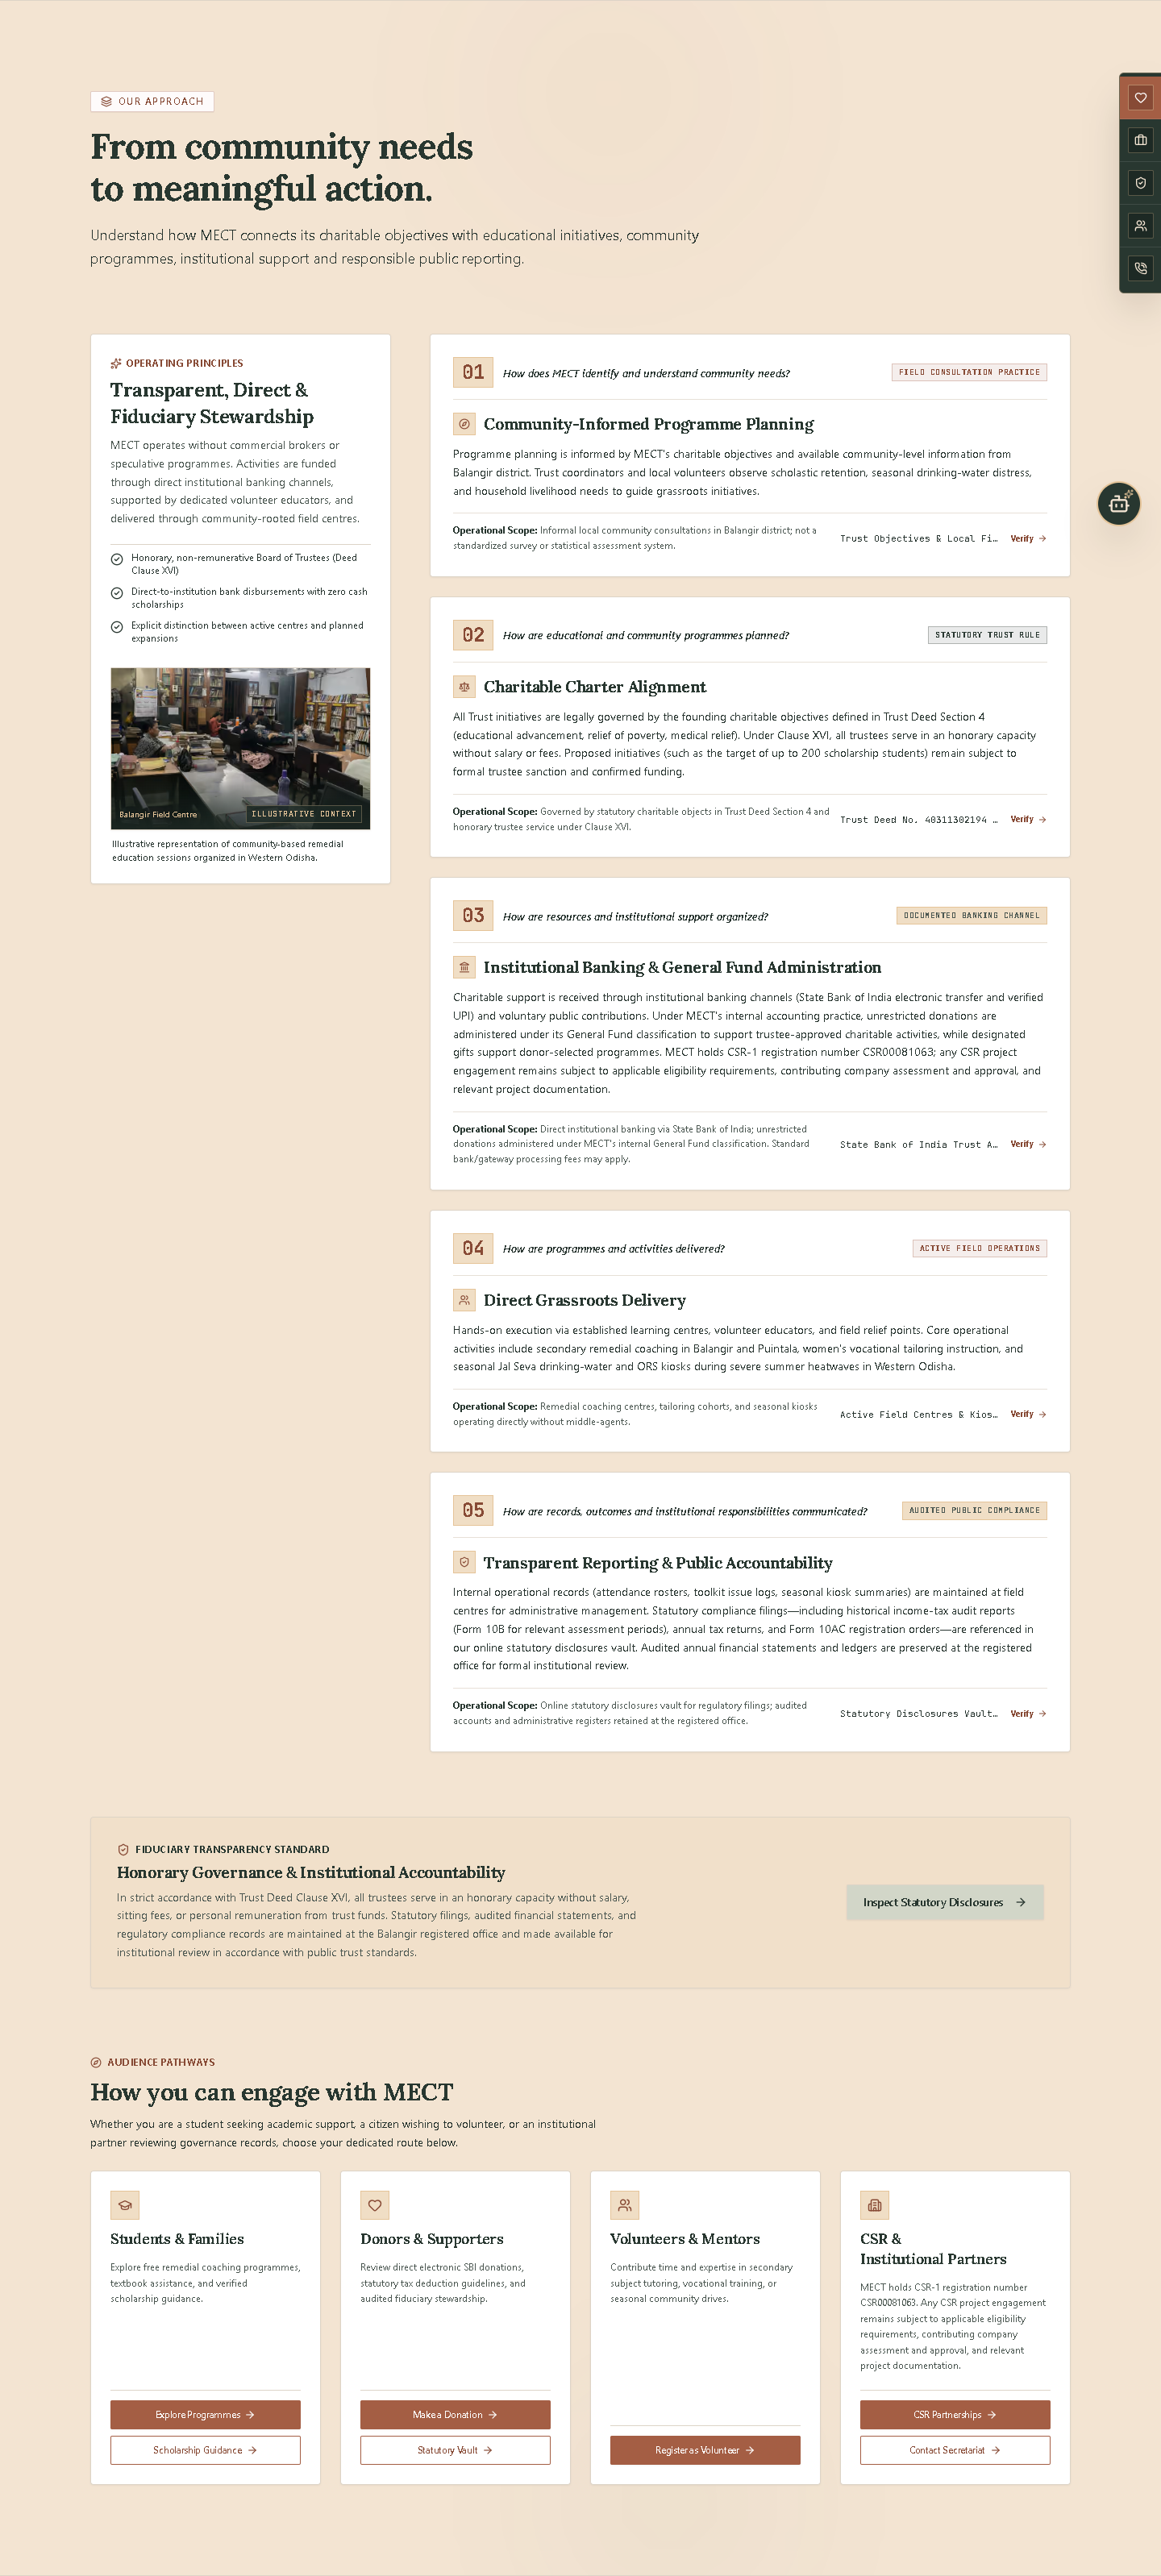 OUR APPROACH
From community needs
to meaningful action.
Understand how MECT connects its charitable objectives with educational initiatives, community
programmes, institutional support and responsible public reporting.
OPERATING PRINCIPLES
Transparent, Direct &
Fiduciary Stewardship
MECT operates without commercial brokers or
speculative programmes. Activities are funded
through direct institutional banking channels,
supported by dedicated volunteer educators, and
delivered through community-rooted field centres.
Honorary, non-remunerative Board of Trustees (Deed
Clause XVI)
Direct-to-institution bank disbursements with zero cash
scholarships
Explicit distinction between active centres and planned
expansions
Balangir Field Centre
ILLUSTRATIVE CONTEXT
Illustrative representation of community-based remedial
education sessions organized in Western Odisha.
01
How does MECT identify and understand community needs?
FIELD CONSULTATION PRACTICE
Community-Informed Programme Planning
Programme planning is informed by MECT's charitable objectives and available community-level information from
Balangir district. Trust coordinators and local volunteers observe scholastic retention, seasonal drinking-water distress,
and household livelihood needs to guide grassroots initiatives.
Operational Scope: Informal local community consultations in Balangir district; not a
standardized survey or statistical assessment system.
Trust Objectives & Local Fi…
Verify →
02
How are educational and community programmes planned?
STATUTORY TRUST RULE
Charitable Charter Alignment
All Trust initiatives are legally governed by the founding charitable objectives defined in Trust Deed Section 4
(educational advancement, relief of poverty, medical relief). Under Clause XVI, all trustees serve in an honorary capacity
without salary or fees. Proposed initiatives (such as the target of up to 200 scholarship students) remain subject to
formal trustee sanction and confirmed funding.
Operational Scope: Governed by statutory charitable objects in Trust Deed Section 4 and
honorary trustee service under Clause XVI.
Trust Deed No. 40311302194 …
Verify →
03
How are resources and institutional support organized?
DOCUMENTED BANKING CHANNEL
Institutional Banking & General Fund Administration
Charitable support is received through institutional banking channels (State Bank of India electronic transfer and verified
UPI) and voluntary public contributions. Under MECT's internal accounting practice, unrestricted donations are
administered under its General Fund classification to support trustee-approved charitable activities, while designated
gifts support donor-selected programmes. MECT holds CSR-1 registration number CSR00081063; any CSR project
engagement remains subject to applicable eligibility requirements, contributing company assessment and approval, and
relevant project documentation.
Operational Scope: Direct institutional banking via State Bank of India; unrestricted
donations administered under MECT's internal General Fund classification. Standard
bank/gateway processing fees may apply.
State Bank of India Trust A…
Verify →
04
How are programmes and activities delivered?
ACTIVE FIELD OPERATIONS
Direct Grassroots Delivery
Hands-on execution via established learning centres, volunteer educators, and field relief points. Core operational
activities include secondary remedial coaching in Balangir and Puintala, women's vocational tailoring instruction, and
seasonal Jal Seva drinking-water and ORS kiosks during severe summer heatwaves in Western Odisha.
Operational Scope: Remedial coaching centres, tailoring cohorts, and seasonal kiosks
operating directly without middle-agents.
Active Field Centres & Kios…
Verify →
05
How are records, outcomes and institutional responsibilities communicated?
AUDITED PUBLIC COMPLIANCE
Transparent Reporting & Public Accountability
Internal operational records (attendance rosters, toolkit issue logs, seasonal kiosk summaries) are maintained at field
centres for administrative management. Statutory compliance filings—including historical income-tax audit reports
(Form 10B for relevant assessment periods), annual tax returns, and Form 10AC registration orders—are referenced in
our online statutory disclosures vault. Audited annual financial statements and ledgers are preserved at the registered
office for formal institutional review.
Operational Scope: Online statutory disclosures vault for regulatory filings; audited
accounts and administrative registers retained at the registered office.
Statutory Disclosures Vault…
Verify →
FIDUCIARY TRANSPARENCY STANDARD
Honorary Governance & Institutional Accountability
In strict accordance with Trust Deed Clause XVI, all trustees serve in an honorary capacity without salary,
sitting fees, or personal remuneration from trust funds. Statutory filings, audited financial statements, and
regulatory compliance records are maintained at the Balangir registered office and made available for
institutional review in accordance with public trust standards.
Inspect Statutory Disclosures →
AUDIENCE PATHWAYS
How you can engage with MECT
Whether you are a student seeking academic support, a citizen wishing to volunteer, or an institutional
partner reviewing governance records, choose your dedicated route below.
Students & Families
Explore free remedial coaching programmes,
textbook assistance, and verified
scholarship guidance.
Explore Programmes →
Scholarship Guidance →
Donors & Supporters
Review direct electronic SBI donations,
statutory tax deduction guidelines, and
audited fiduciary stewardship.
Make a Donation →
Statutory Vault →
Volunteers & Mentors
Contribute time and expertise in secondary
subject tutoring, vocational training, or
seasonal community drives.
Register as Volunteer →
CSR &
Institutional Partners
MECT holds CSR-1 registration number
CSR00081063. Any CSR project engagement
remains subject to applicable eligibility
requirements, contributing company
assessment and approval, and relevant
project documentation.
CSR Partnerships →
Contact Secretariat →